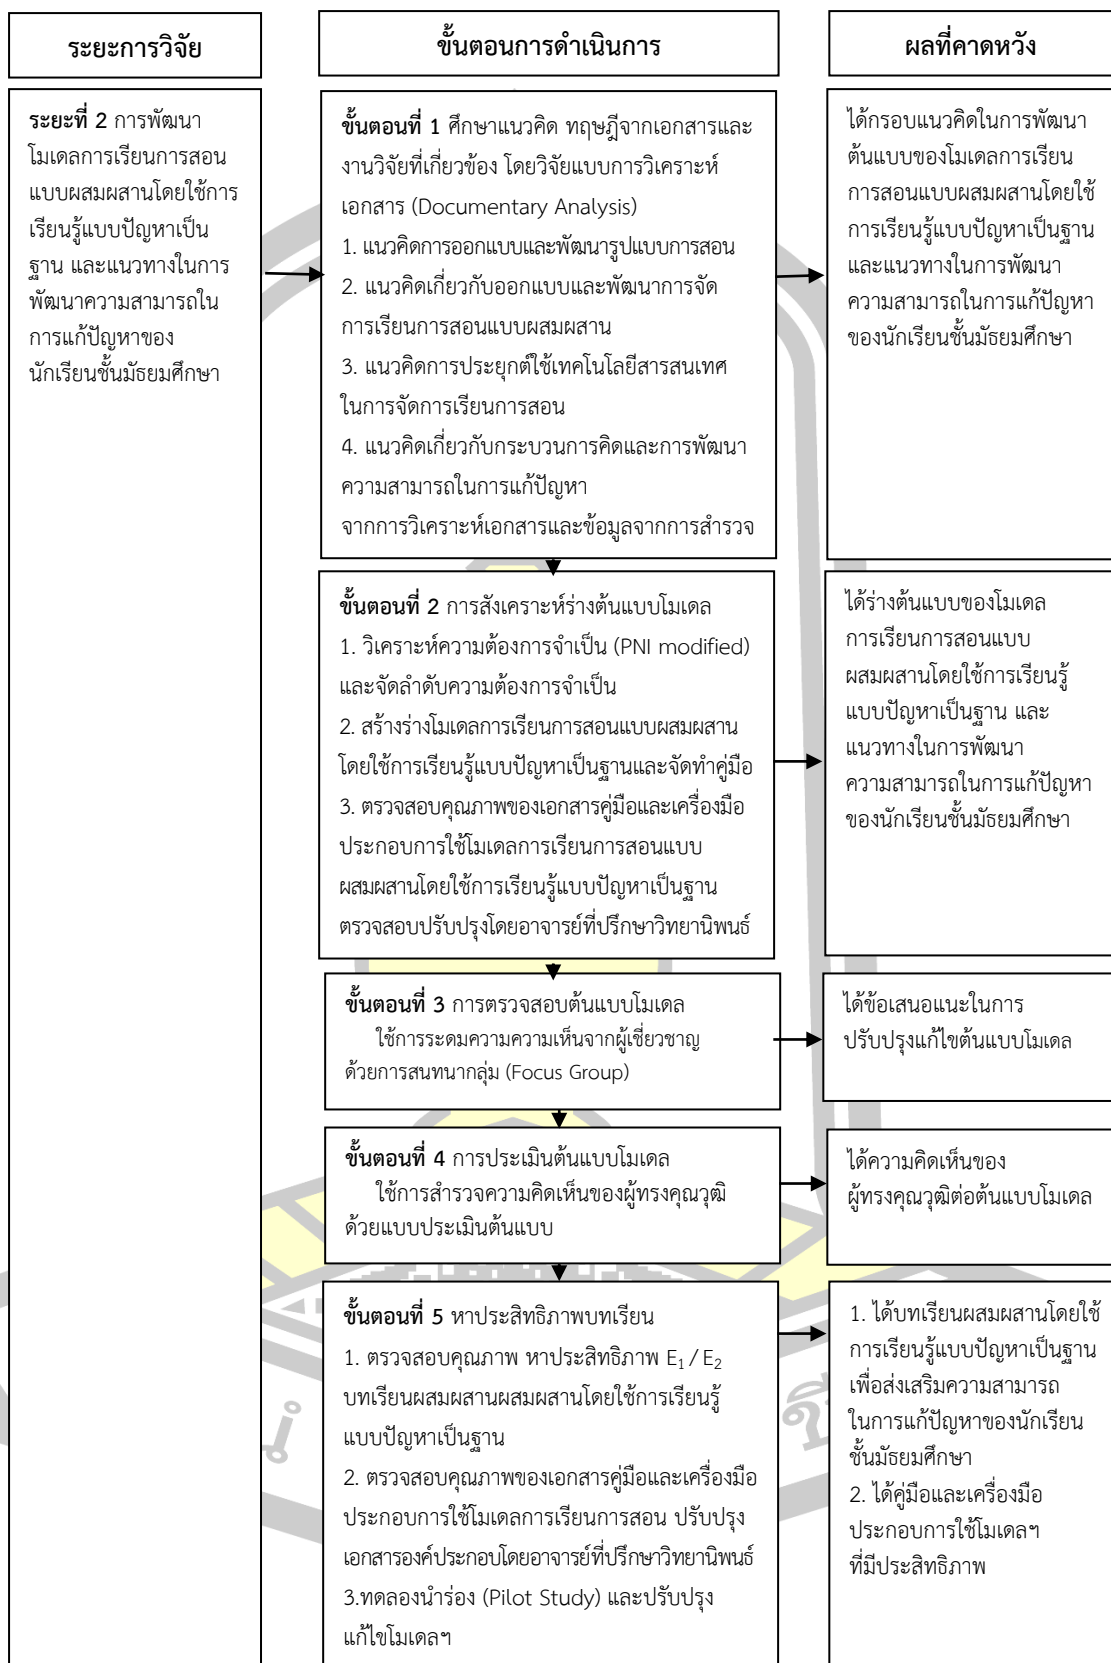 ระยะการวิจัย
ขั้นตอนการดำเนินการ
ผลที่คาดหวัง
ระยะที่ 2 การพัฒนา
โมเดลการเรียนการสอน
แบบผสมผสานโดยใช้การ
เรียนรู้แบบปัญหาเป็น
ฐาน และแนวทางในการ
พัฒนาความสามารถใน
การแก้ปัญหาของ
นักเรียนชั้นมัธยมศึกษา
ขั้นตอนที่ 1 ศึกษาแนวคิด ทฤษฎีจากเอกสารและ
งานวิจัยที่เกี่ยวข้อง โดยวิจัยแบบการวิเคราะห์
เอกสาร (Documentary Analysis)
1. แนวคิดการออกแบบและพัฒนารูปแบบการสอน
2. แนวคิดเกี่ยวกับออกแบบและพัฒนาการจัด
การเรียนการสอนแบบผสมผสาน
3. แนวคิดการประยุกต์ใช้เทคโนโลยีสารสนเทศ
ในการจัดการเรียนการสอน
4. แนวคิดเกี่ยวกับกระบวนการคิดและการพัฒนา
ความสามารถในการแก้ปัญหา
จากการวิเคราะห์เอกสารและข้อมูลจากการสำรวจ
ได้กรอบแนวคิดในการพัฒนา
ต้นแบบของโมเดลการเรียน
การสอนแบบผสมผสานโดยใช้
การเรียนรู้แบบปัญหาเป็นฐาน
และแนวทางในการพัฒนา
ความสามารถในการแก้ปัญหา
ของนักเรียนชั้นมัธยมศึกษา
ขั้นตอนที่ 2 การสังเคราะห์ร่างต้นแบบโมเดล
1. วิเคราะห์ความต้องการจำเป็น (PNI modified)
และจัดลำดับความต้องการจำเป็น
2. สร้างร่างโมเดลการเรียนการสอนแบบผสมผสาน
โดยใช้การเรียนรู้แบบปัญหาเป็นฐานและจัดทำคู่มือ
3. ตรวจสอบคุณภาพของเอกสารคู่มือและเครื่องมือ
ประกอบการใช้โมเดลการเรียนการสอนแบบ
ผสมผสานโดยใช้การเรียนรู้แบบปัญหาเป็นฐาน
ตรวจสอบปรับปรุงโดยอาจารย์ที่ปรึกษาวิทยานิพนธ์
ได้ร่างต้นแบบของโมเดล
การเรียนการสอนแบบ
ผสมผสานโดยใช้การเรียนรู้
แบบปัญหาเป็นฐาน และ
แนวทางในการพัฒนา
ความสามารถในการแก้ปัญหา
ของนักเรียนชั้นมัธยมศึกษา
ขั้นตอนที่ 3 การตรวจสอบต้นแบบโมเดล
ใช้การระดมความความเห็นจากผู้เชี่ยวชาญ
ด้วยการสนทนากลุ่ม (Focus Group)
ได้ข้อเสนอแนะในการ
ปรับปรุงแก้ไขต้นแบบโมเดล
ขั้นตอนที่ 4 การประเมินต้นแบบโมเดล
ใช้การสำรวจความคิดเห็นของผู้ทรงคุณวุฒิ
ด้วยแบบประเมินต้นแบบ
ได้ความคิดเห็นของ
ผู้ทรงคุณวุฒิต่อต้นแบบโมเดล
ขั้นตอนที่ 5 หาประสิทธิภาพบทเรียน
1. ตรวจสอบคุณภาพ หาประสิทธิภาพ E₁ / E₂
บทเรียนผสมผสานผสมผสานโดยใช้การเรียนรู้
แบบปัญหาเป็นฐาน
2. ตรวจสอบคุณภาพของเอกสารคู่มือและเครื่องมือ
ประกอบการใช้โมเดลการเรียนการสอน ปรับปรุง
เอกสารองค์ประกอบโดยอาจารย์ที่ปรึกษาวิทยานิพนธ์
3.ทดลองนำร่อง (Pilot Study) และปรับปรุง
แก้ไขโมเดลฯ
1. ได้บทเรียนผสมผสานโดยใช้
การเรียนรู้แบบปัญหาเป็นฐาน
เพื่อส่งเสริมความสามารถ
ในการแก้ปัญหาของนักเรียน
ชั้นมัธยมศึกษา
2. ได้คู่มือและเครื่องมือ
ประกอบการใช้โมเดลฯ
ที่มีประสิทธิภาพ